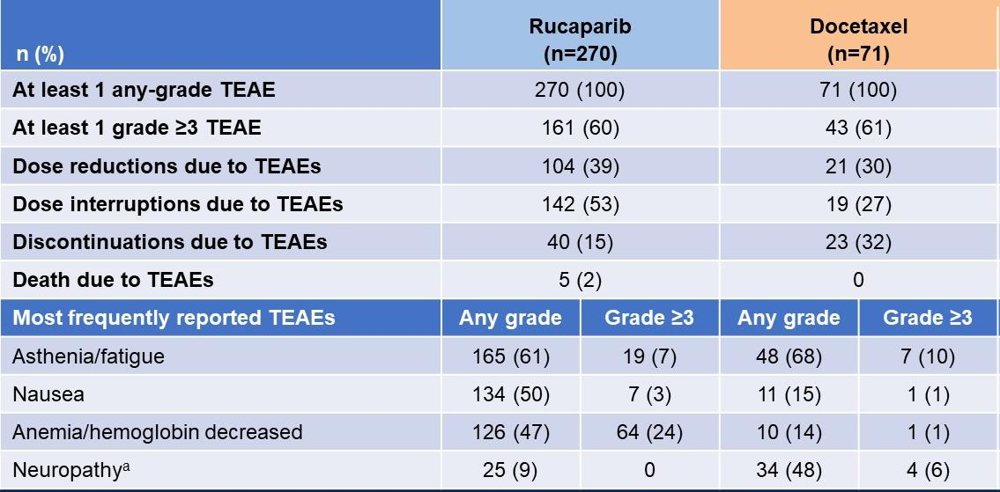 n (%) Rucaparib (n=270) Docetaxel (n=71)
At least 1 any-grade TEAE 270 (100) 71 (100)
At least 1 grade ≥3 TEAE 161 (60) 43 (61)
Dose reductions due to TEAEs 104 (39) 21 (30)
Dose interruptions due to TEAEs 142 (53) 19 (27)
Discontinuations due to TEAEs 40 (15) 23 (32)
Death due to TEAEs 5 (2) 0
Most frequently reported TEAEs Any grade Grade ≥3 Any grade Grade ≥3
Asthenia/fatigue 165 (61) 19 (7) 48 (68) 7 (10)
Nausea 134 (50) 7 (3) 11 (15) 1 (1)
Anemia/hemoglobin decreased 126 (47) 64 (24) 10 (14) 1 (1)
Neuropathyᵃ 25 (9) 0 34 (48) 4 (6)